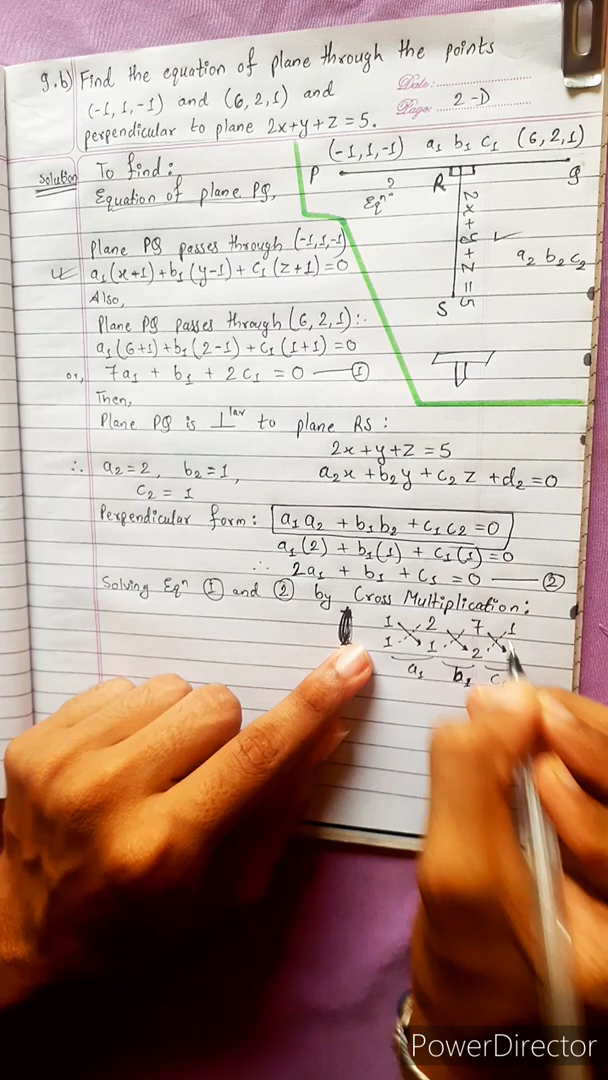 9.b) Find the equation of plane through the points
(-1,1,-1) and (6,2,1) and
perpendicular to plane 2x+y+z=5.
Date:
Page: 2-D
Solution
To find:
Equation of plane PQ,
(-1,1,-1) a₁ b₁ c₁ (6,2,1)
P
R
Q
?
Eqⁿ
2x+y+z=5
a₂ b₂ c₂
S
Plane PQ passes through (-1,1,-1)
a₁(x+1)+b₁(y-1)+c₁(z+1)=0
Also,
Plane PQ passes through (6,2,1):-
a₁(6+1)+b₁(2-1)+c₁(1+1)=0
or, 7a₁ + b₁ + 2c₁ = 0 — ①
Then,
Plane PQ is ⊥lar to plane RS:
2x+y+z=5
∴ a₂=2, b₂=1, a₂x+b₂y+c₂z+d₂=0
c₂=1
Perpendicular form: a₁a₂ + b₁b₂ + c₁c₂=0
a₁(2)+b₁(1)+c₁(1)=0
∴ 2a₁ + b₁ + c₁ = 0 — ②
Solving Eqⁿ ① and ② by Cross Multiplication:
1 2 7 1
1 1 2
a₁ b₁ c₁
PowerDirector